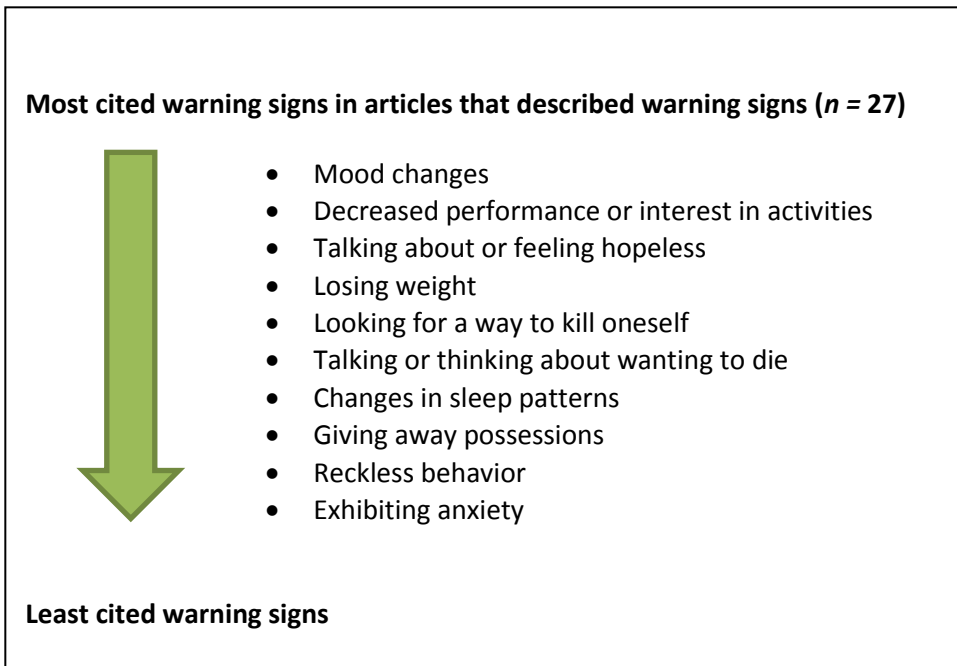 Most cited warning signs in articles that described warning signs (n = 27)
• Mood changes
• Decreased performance or interest in activities
• Talking about or feeling hopeless
• Losing weight
• Looking for a way to kill oneself
• Talking or thinking about wanting to die
• Changes in sleep patterns
• Giving away possessions
• Reckless behavior
• Exhibiting anxiety
Least cited warning signs